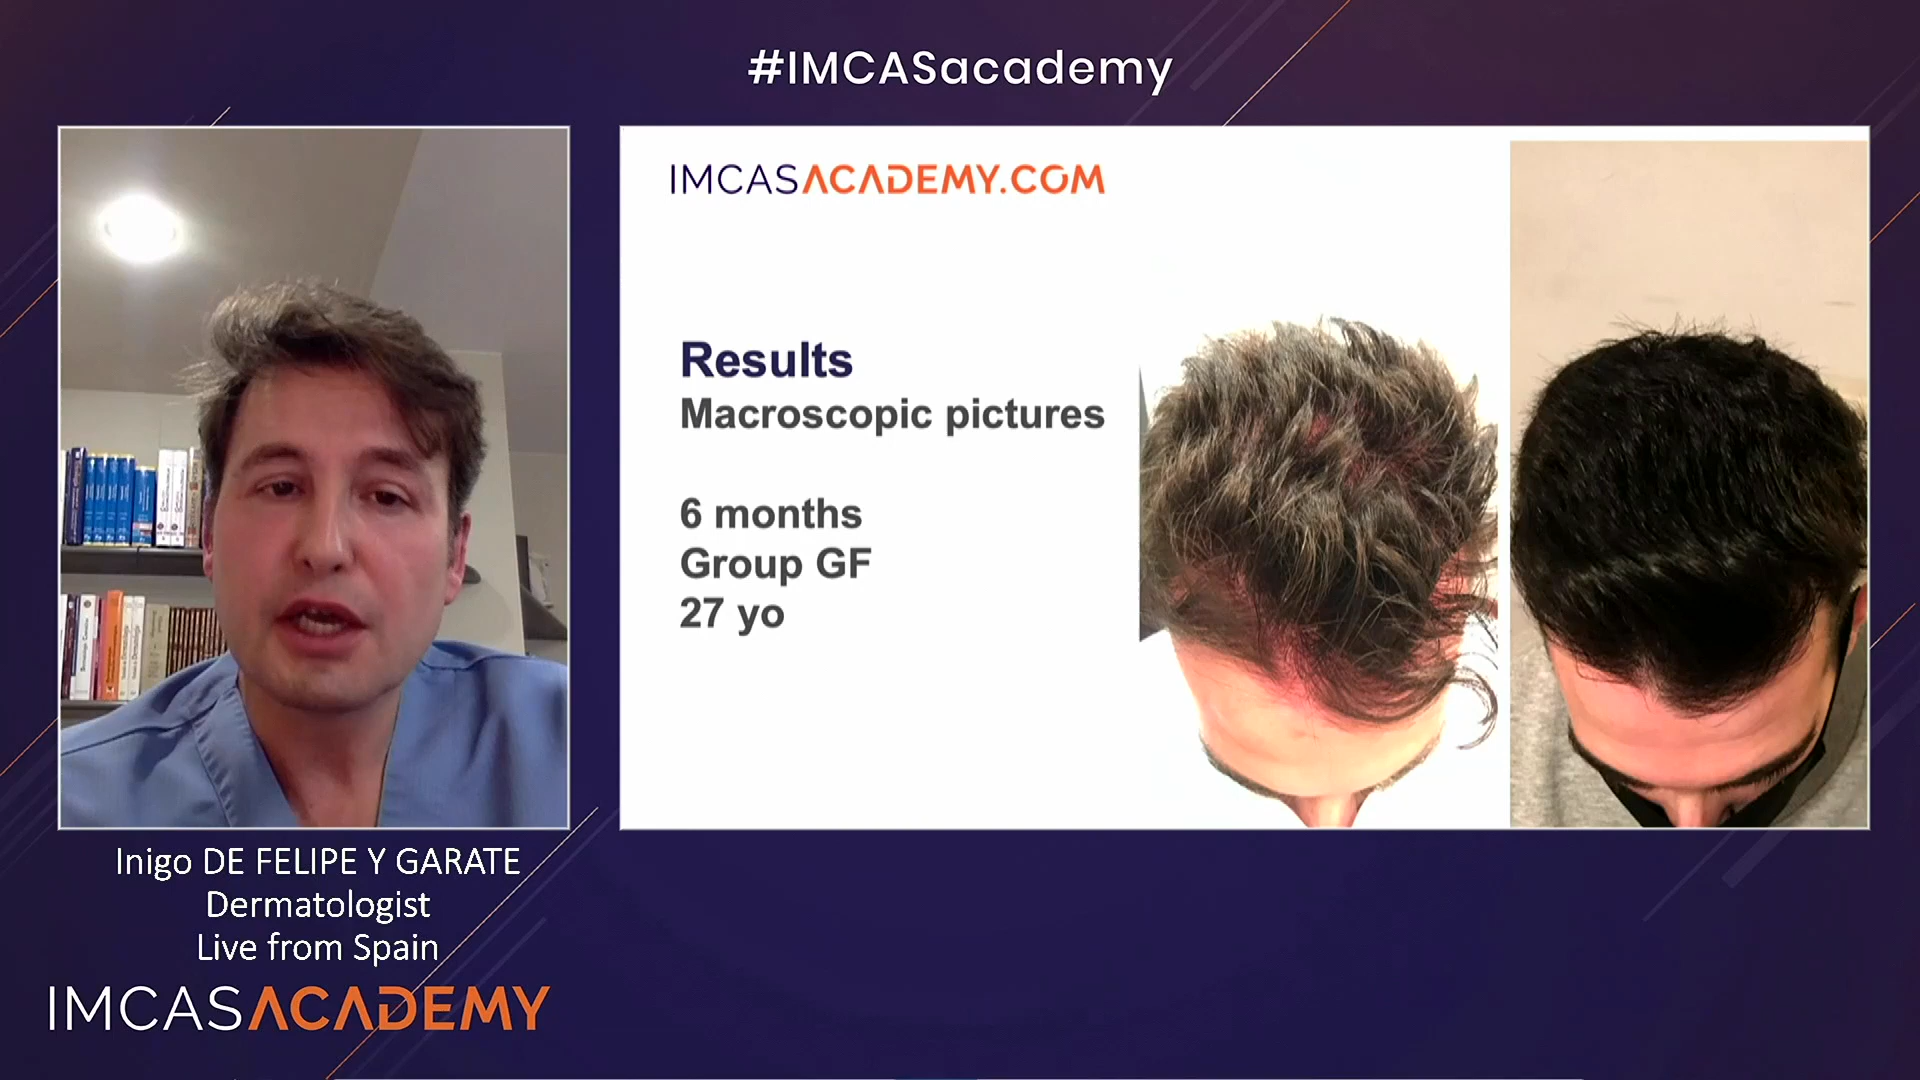 #IMCASacademy
IMCASACADEMY.COM
Results
Macroscopic pictures
6 months
Group GF
27 yo
Inigo DE FELIPE Y GARATE
Dermatologist
Live from Spain
IMCASACADEMY